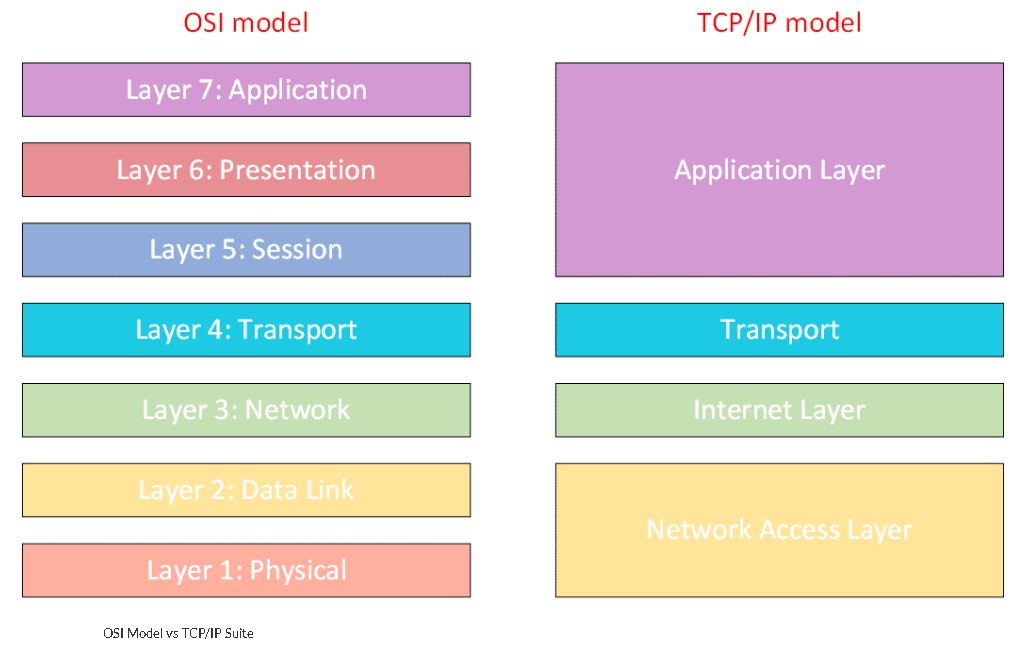 OSI model
TCP/IP model
Layer 7: Application
Layer 6: Presentation
Layer 5: Session
Layer 4: Transport
Layer 3: Network
Layer 2: Data Link
Layer 1: Physical
Application Layer
Transport
Internet Layer
Network Access Layer
OSI Model vs TCP/IP Suite